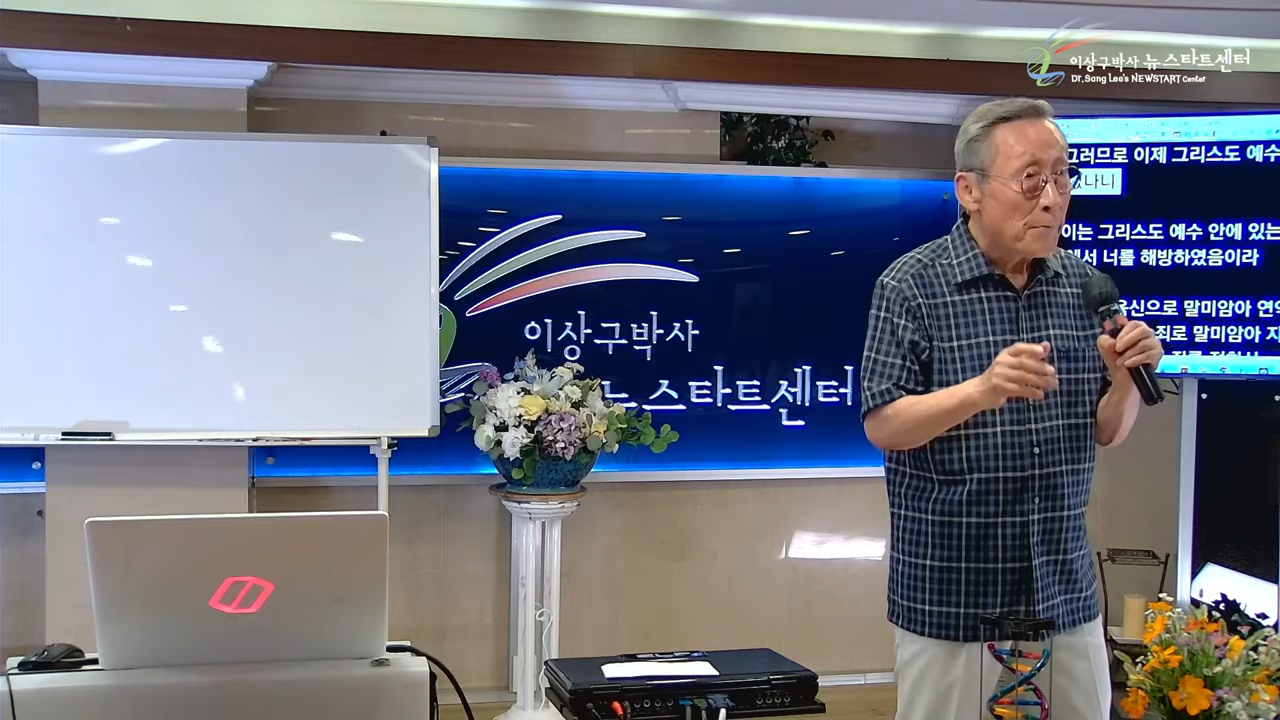 이상구박사 뉴스타트센터
Dr. Sang Lee's NEWSTART Center
그러므로 이제 그리스도 예수
있나니
이는 그리스도 예수 안에 있는
에서 너를 해방하였음이라
육신으로 말미암아 연약
죄로 말미암아
이상구박사
뉴스타트센터